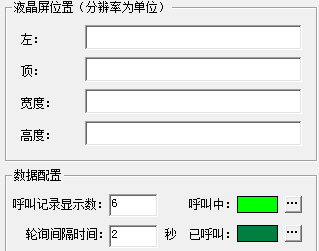 液晶屏位置（分辨率为单位）
左：
顶：
宽度：
高度：
数据配置
呼叫记录显示数：6 呼叫中： ...
轮询间隔时间：2 秒 已呼叫： ...